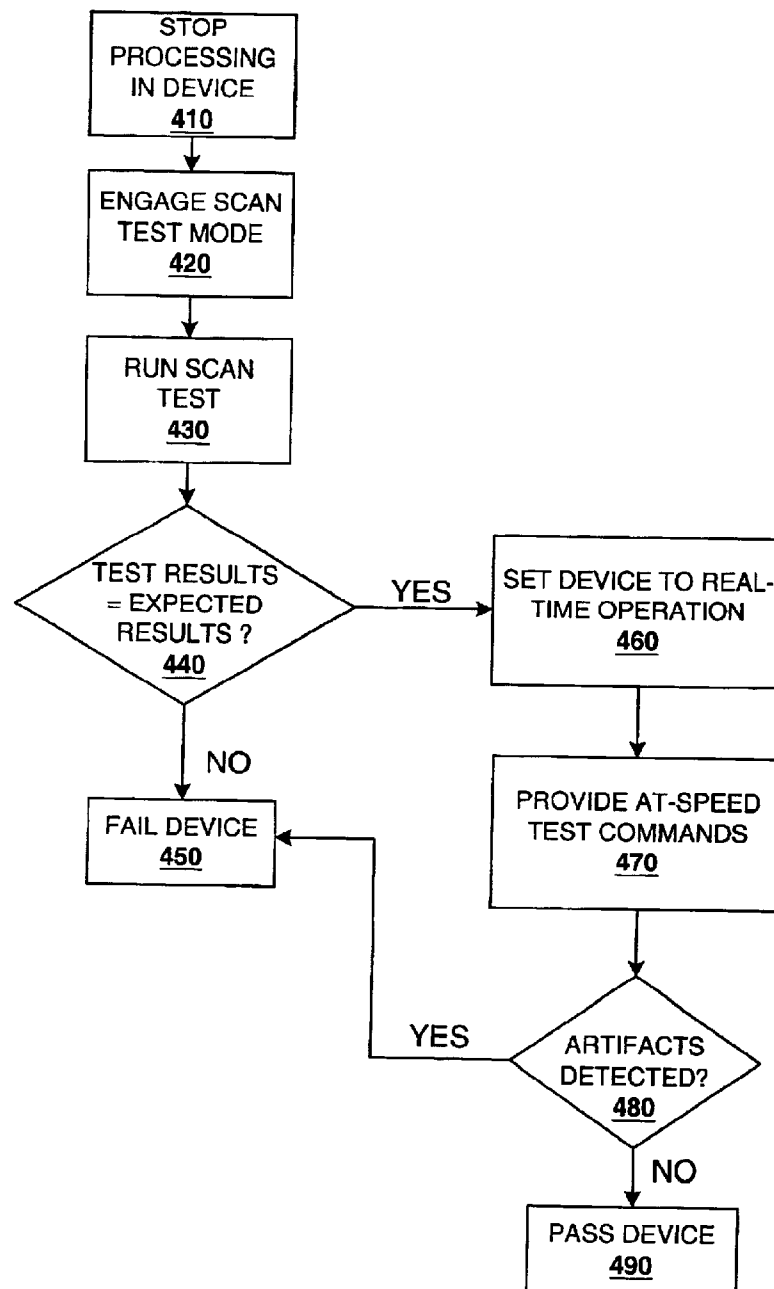 STOP
PROCESSING
IN DEVICE
410
ENGAGE SCAN
TEST MODE
420
RUN SCAN
TEST
430
TEST RESULTS
= EXPECTED
RESULTS ?
440
YES
SET DEVICE TO REAL-
TIME OPERATION
460
NO
FAIL DEVICE
450
PROVIDE AT-SPEED
TEST COMMANDS
470
YES
ARTIFACTS
DETECTED?
480
NO
PASS DEVICE
490